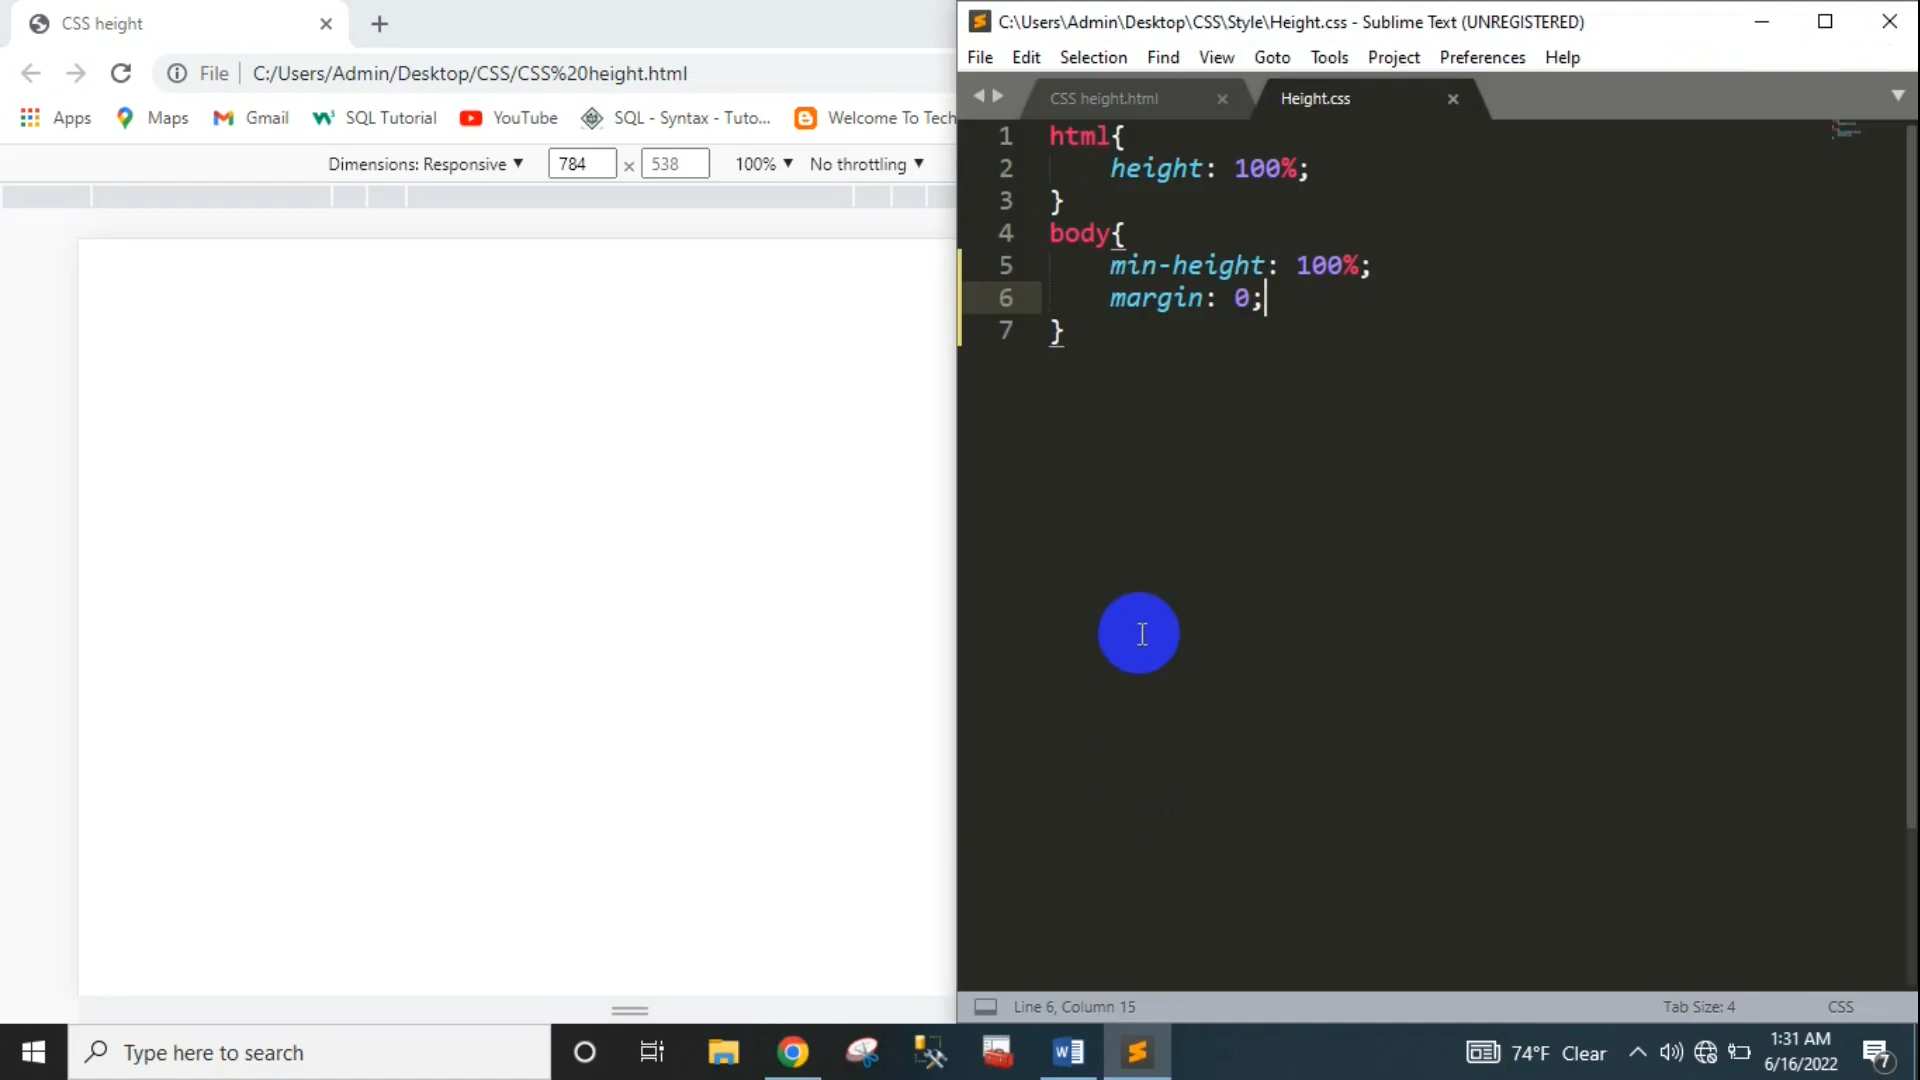 CSS height
File C:/Users/Admin/Desktop/CSS/CSS%20height.html
Apps Maps Gmail SQL Tutorial YouTube SQL - Syntax - Tuto... Welcome To Tech
Dimensions: Responsive ▼ 784 × 538 100% ▼ No throttling ▼
C:\Users\Admin\Desktop\CSS\Style\Height.css - Sublime Text (UNREGISTERED)
File Edit Selection Find View Goto Tools Project Preferences Help
CSS height.html Height.css
1 html{
2 height: 100%;
3 }
4 body{
5 min-height: 100%;
6 margin: 0;
7 }
Line 6, Column 15 Tab Size: 4 CSS
Type here to search
74°F Clear
1:31 AM
6/16/2022
7